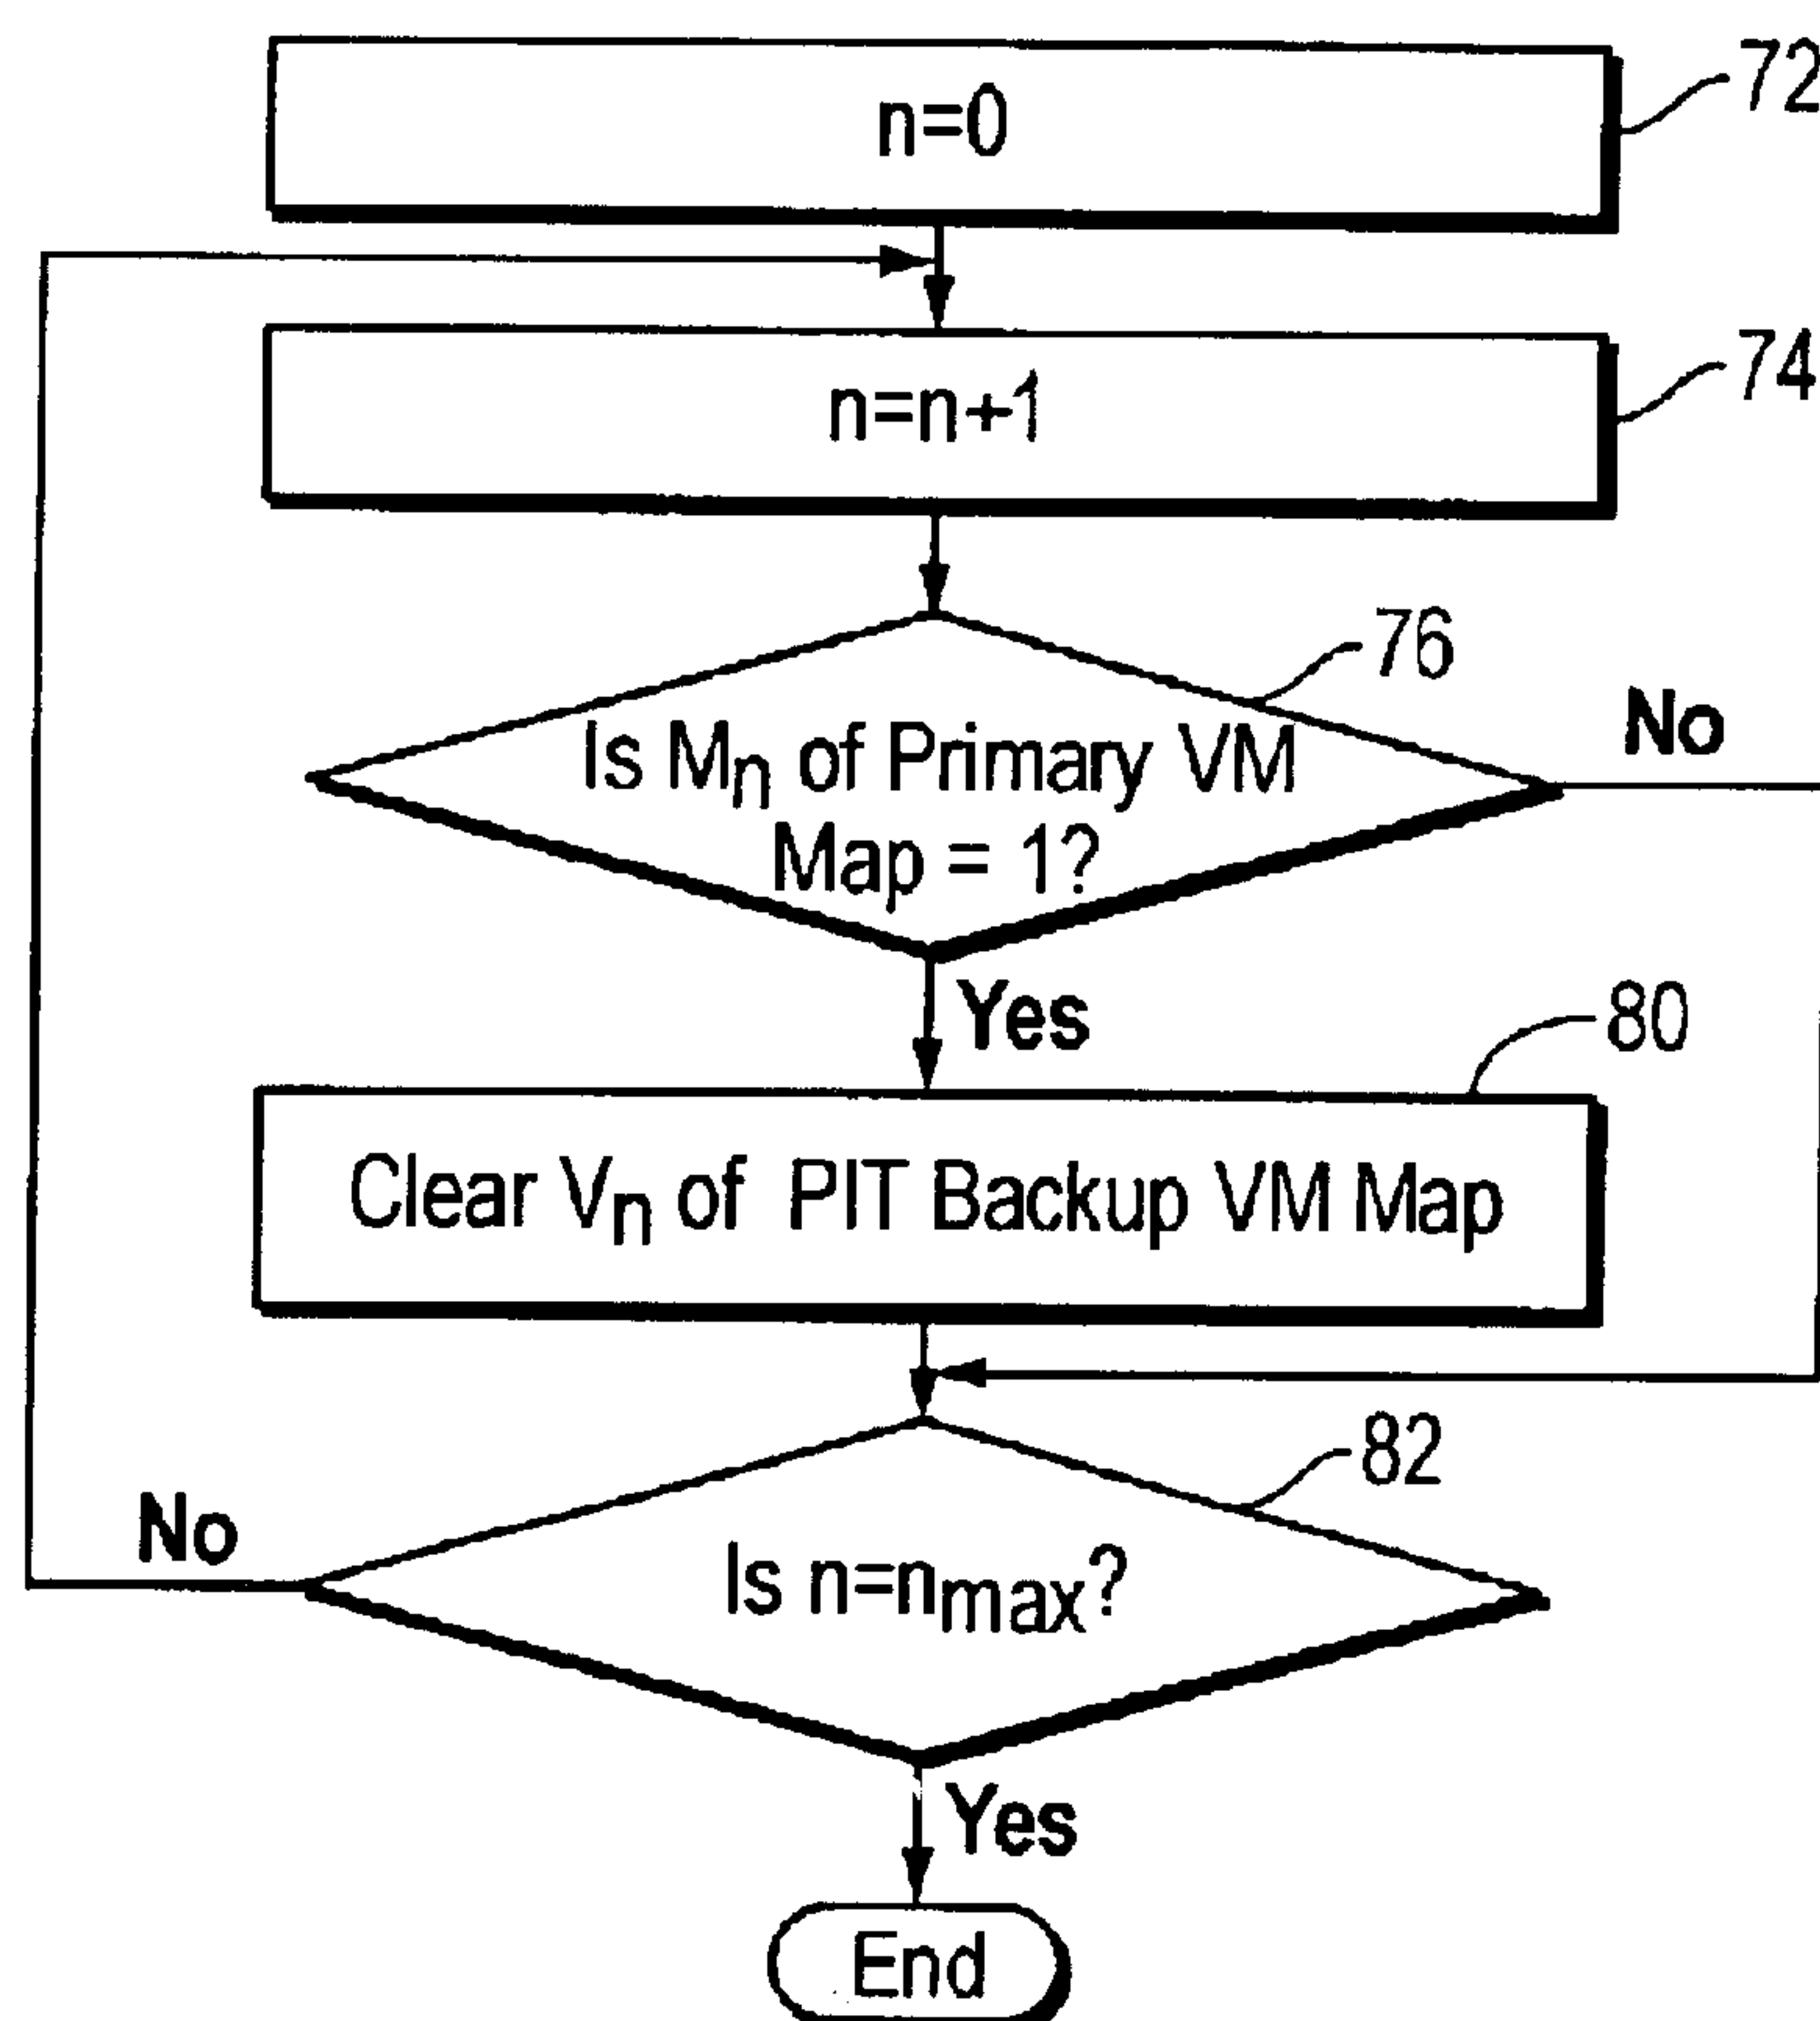 n=0
72
n=n+1
74
76
Is Mn of Primary VM
Map = 1?
No
Yes
80
Clear Vn of PIT Backup VM Map
82
No
Is n=nmax?
Yes
End